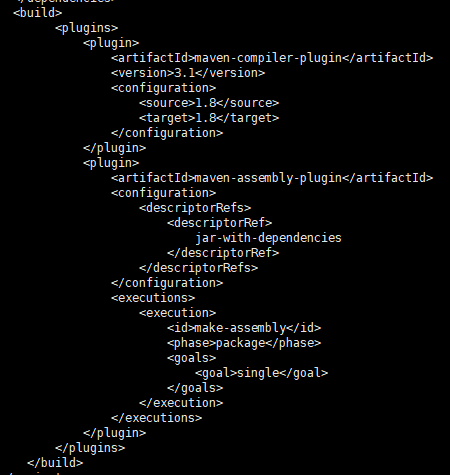 </dependencies>
<build>
<plugins>
<plugin>
<artifactId>maven-compiler-plugin</artifactId>
<version>3.1</version>
<configuration>
<source>1.8</source>
<target>1.8</target>
</configuration>
</plugin>
<plugin>
<artifactId>maven-assembly-plugin</artifactId>
<configuration>
<descriptorRefs>
<descriptorRef>
jar-with-dependencies
</descriptorRef>
</descriptorRefs>
</configuration>
<executions>
<execution>
<id>make-assembly</id>
<phase>package</phase>
<goals>
<goal>single</goal>
</goals>
</execution>
</executions>
</plugin>
</plugins>
</build>